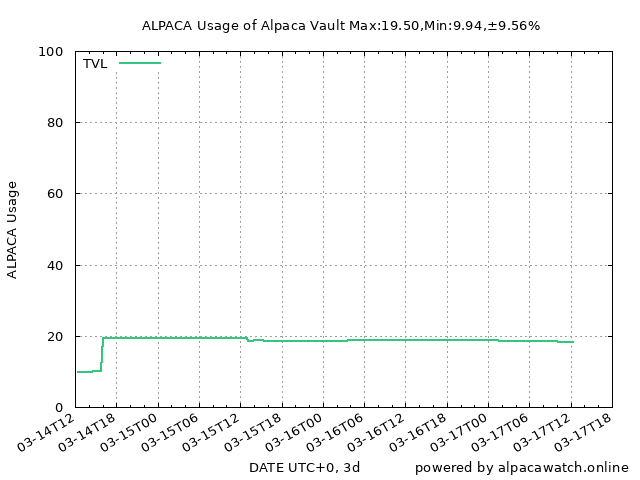 ALPACA Usage of Alpaca Vault Max:19.50,Min:9.94,±9.56%
100
TVL
80
60
40
20
0
ALPACA Usage
03-14T12
03-14T18
03-15T00
03-15T06
03-15T12
03-15T18
03-16T00
03-16T06
03-16T12
03-16T18
03-17T00
03-17T06
03-17T12
03-17T18
DATE UTC+0, 3d
powered by alpacawatch.online